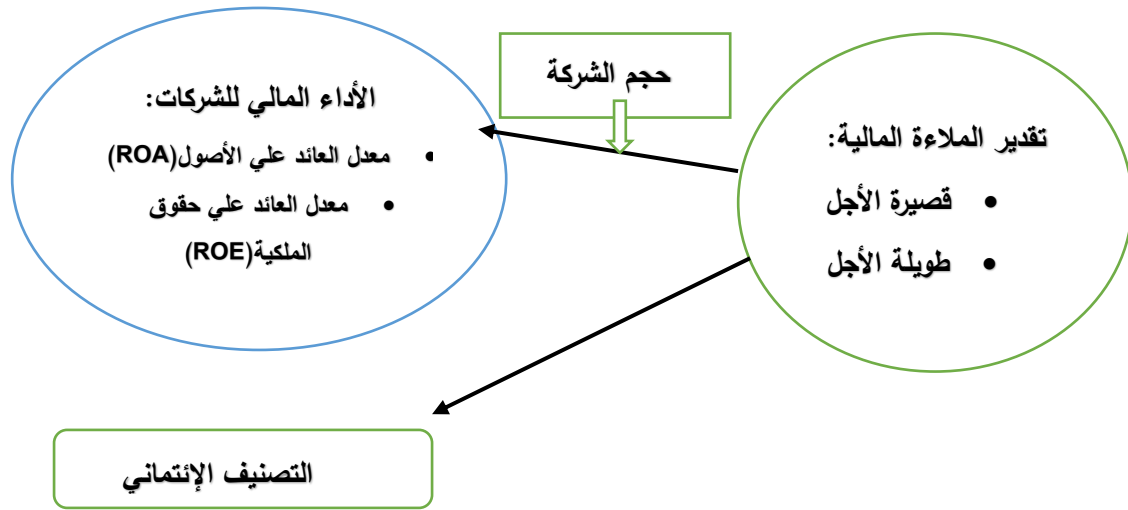 حجم الشركة
تقدير الملاءة المالية:
• قصيرة الأجل
• طويلة الأجل
الأداء المالي للشركات:
• معدل العائد علي الأصول(ROA)
• معدل العائد علي حقوق
الملكية(ROE)
التصنيف الإئتماني